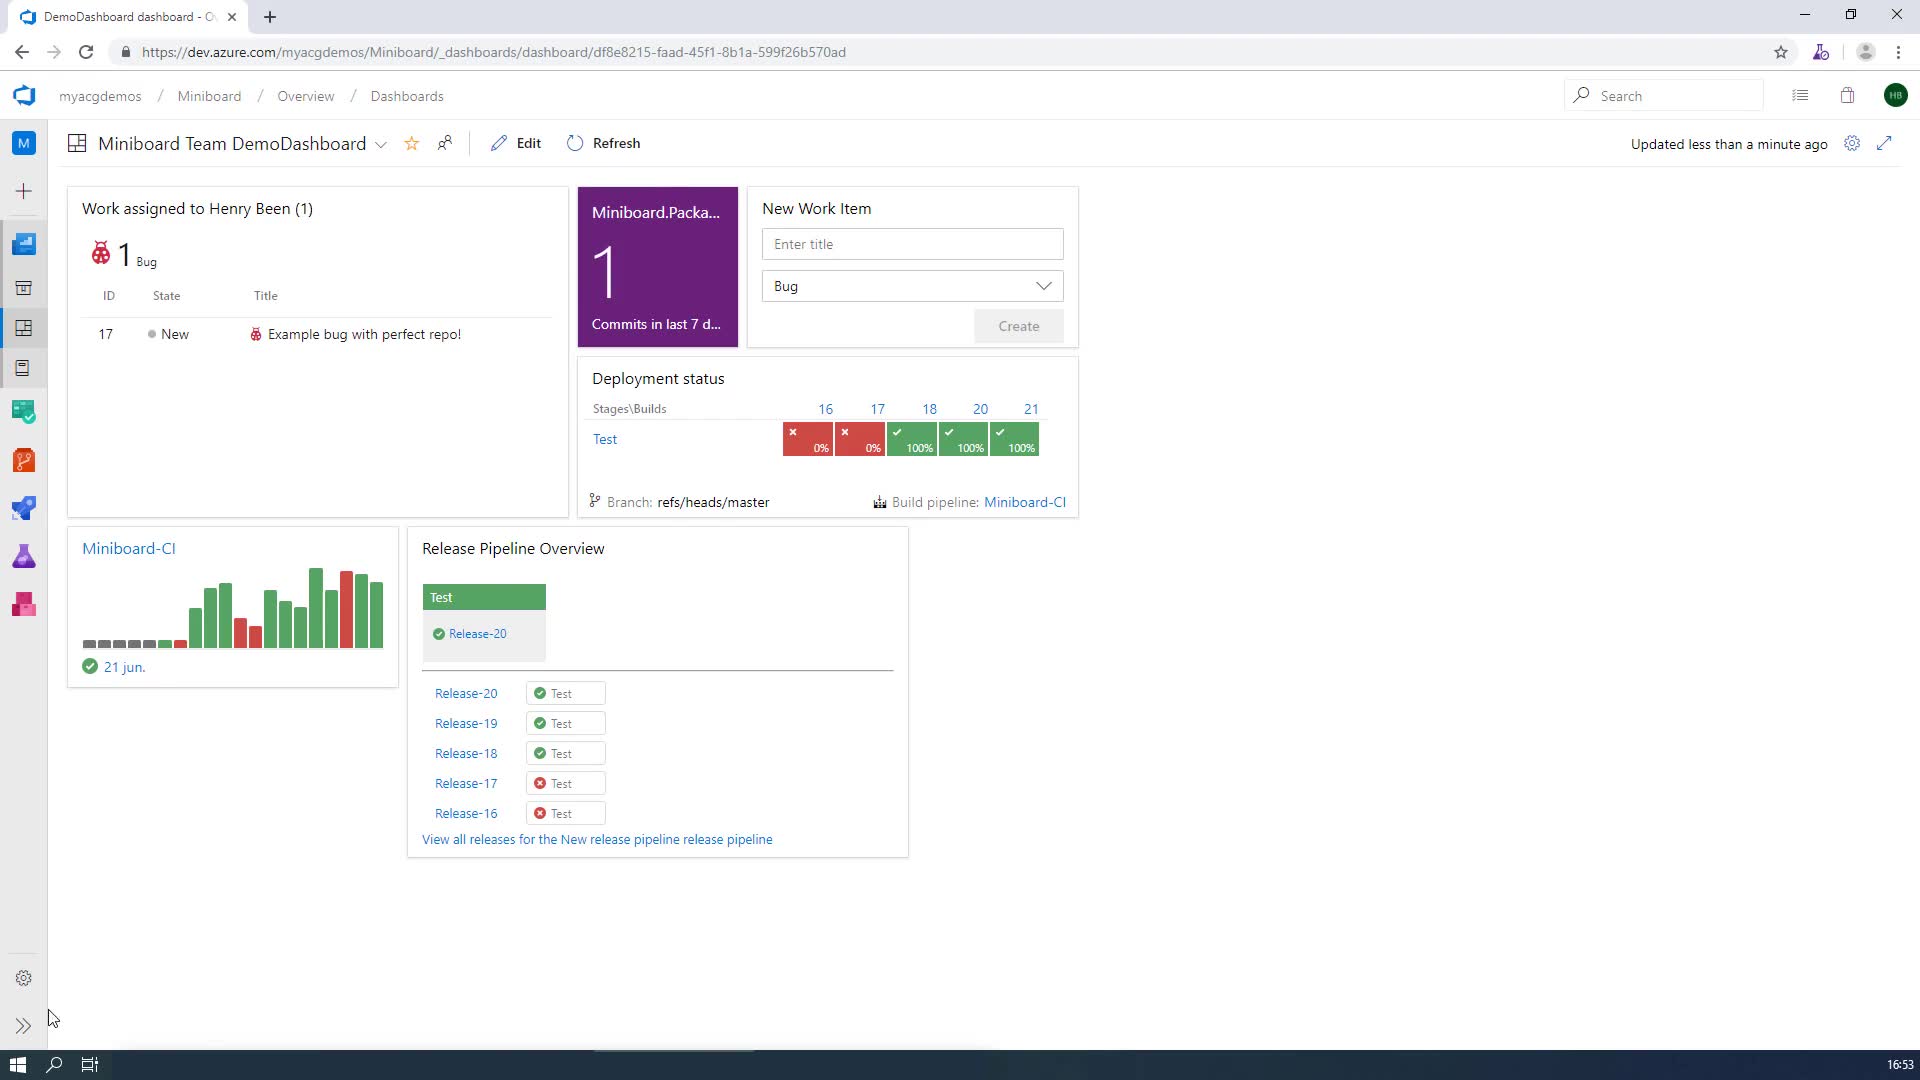 DemoDashboard dashboard - Ov
https://dev.azure.com/myacgdemos/Miniboard/_dashboards/dashboard/df8e8215-faad-45f1-8b1a-599f26b570ad
myacgdemos / Miniboard / Overview / Dashboards
Search
HB
M
Miniboard Team DemoDashboard
Edit
Refresh
Updated less than a minute ago
Work assigned to Henry Been (1)
1 Bug
ID State Title
17 New Example bug with perfect repo!
Miniboard.Packa...
1
Commits in last 7 d...
New Work Item
Enter title
Bug
Create
Deployment status
Stages\Builds 16 17 18 20 21
Test 0% 0% 100% 100% 100%
Branch: refs/heads/master
Build pipeline: Miniboard-CI
Miniboard-CI
21 jun.
Release Pipeline Overview
Test
Release-20
Release-20 Test
Release-19 Test
Release-18 Test
Release-17 Test
Release-16 Test
View all releases for the New release pipeline release pipeline
16:53